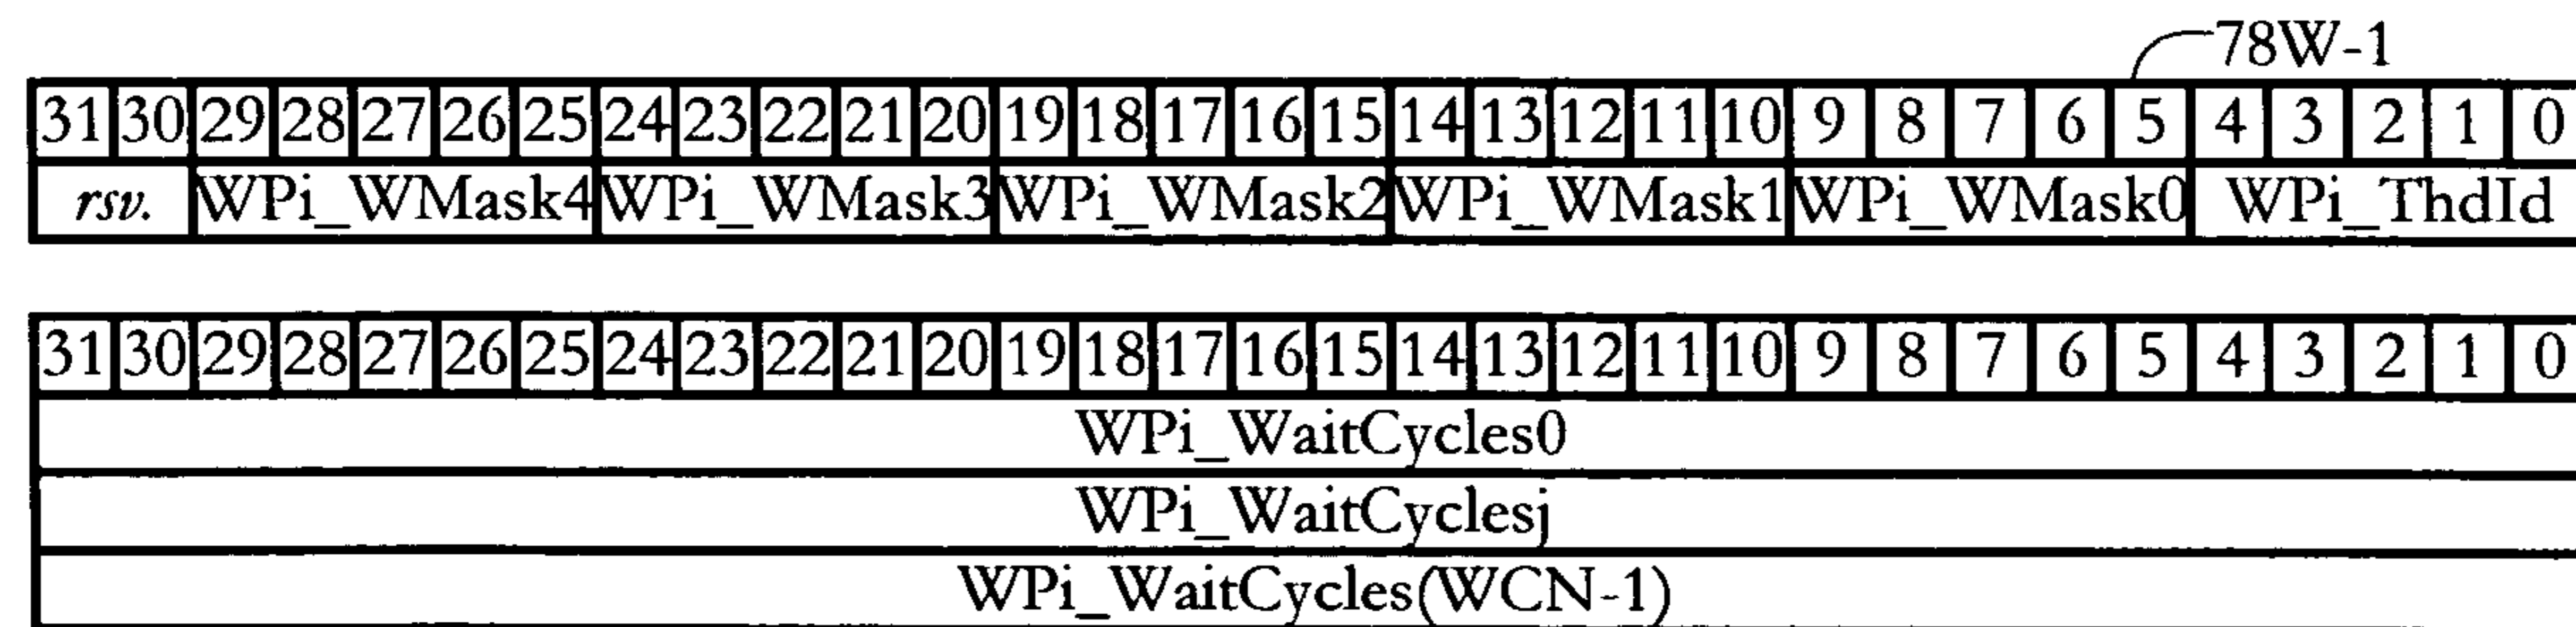 78W-1
31 30 29 28 27 26 25 24 23 22 21 20 19 18 17 16 15 14 13 12 11 10 9 8 7 6 5 4 3 2 1 0
rsv. WPi_WMask4 WPi_WMask3 WPi_WMask2 WPi_WMask1 WPi_WMask0 WPi_ThdId
31 30 29 28 27 26 25 24 23 22 21 20 19 18 17 16 15 14 13 12 11 10 9 8 7 6 5 4 3 2 1 0
WPi_WaitCycles0
WPi_WaitCyclesj
WPi_WaitCycles(WCN-1)